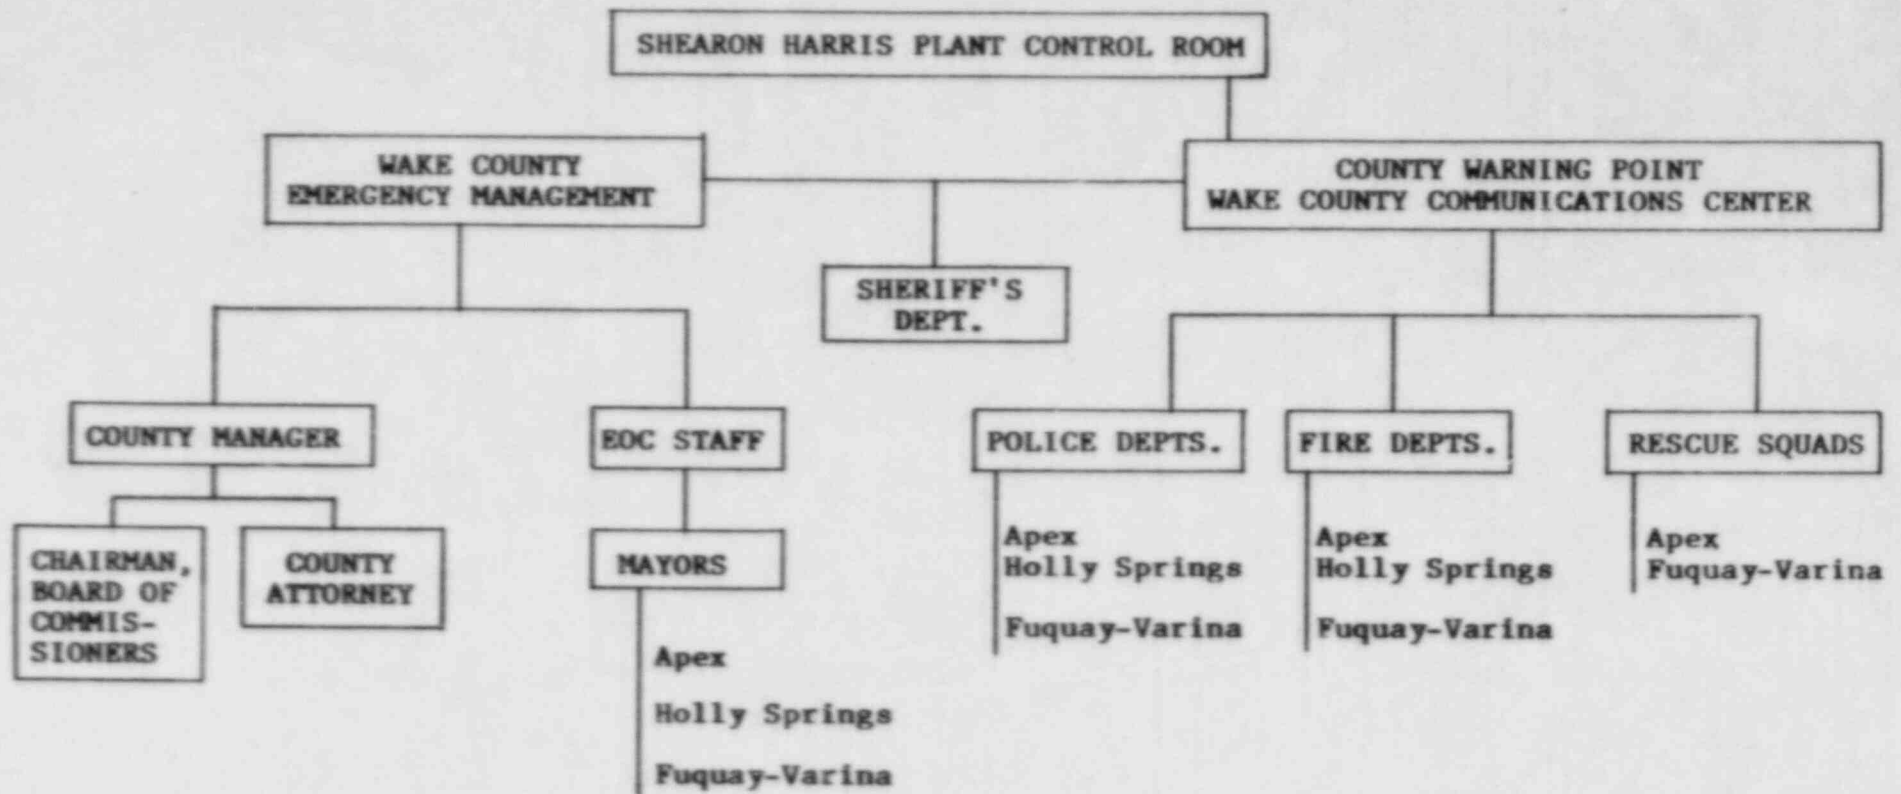 SHEARON HARRIS PLANT CONTROL ROOM
WAKE COUNTY
EMERGENCY MANAGEMENT
COUNTY WARNING POINT
WAKE COUNTY COMMUNICATIONS CENTER
SHERIFF'S
DEPT.
COUNTY MANAGER
EOC STAFF
POLICE DEPTS.
FIRE DEPTS.
RESCUE SQUADS
CHAIRMAN,
BOARD OF
COMMIS-
SIONERS
COUNTY
ATTORNEY
MAYORS
Apex
Holly Springs
Fuquay-Varina
Apex
Holly Springs
Fuquay-Varina
Apex
Holly Springs
Fuquay-Varina
Apex
Fuquay-Varina